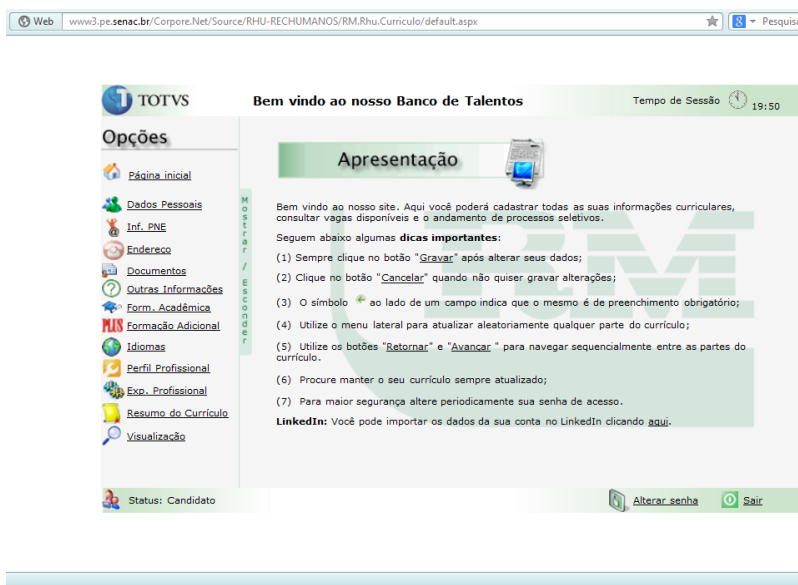 Web www3.pe.senac.br/Corpore.Net/Source/RHU-RECHUMANOS/RM.Rhu.Curriculo/default.aspx
8 Pesquisa
TOTVS
Bem vindo ao nosso Banco de Talentos
Tempo de Sessão 19:50
Opções
Página inicial
Dados Pessoais
Inf. PNE
Endereço
Documentos
Outras Informações
Form. Acadêmica
PLUS Formação Adicional
Idiomas
Perfil Profissional
Exp. Profissional
Resumo do Currículo
Visualização
Mostrar / Esconder
Apresentação
Bem vindo ao nosso site. Aqui você poderá cadastrar todas as suas informações curriculares,
consultar vagas disponíveis e o andamento de processos seletivos.
Seguem abaixo algumas dicas importantes:
(1) Sempre clique no botão "Gravar" após alterar seus dados;
(2) Clique no botão "Cancelar" quando não quiser gravar alterações;
(3) O símbolo ao lado de um campo indica que o mesmo é de preenchimento obrigatório;
(4) Utilize o menu lateral para atualizar aleatoriamente qualquer parte do currículo;
(5) Utilize os botões "Retornar" e "Avançar " para navegar sequencialmente entre as partes do
currículo.
(6) Procure manter o seu currículo sempre atualizado;
(7) Para maior segurança altere periodicamente sua senha de acesso.
LinkedIn: Você pode importar os dados da sua conta no LinkedIn clicando aqui.
RM
Status: Candidato
Alterar senha
Sair